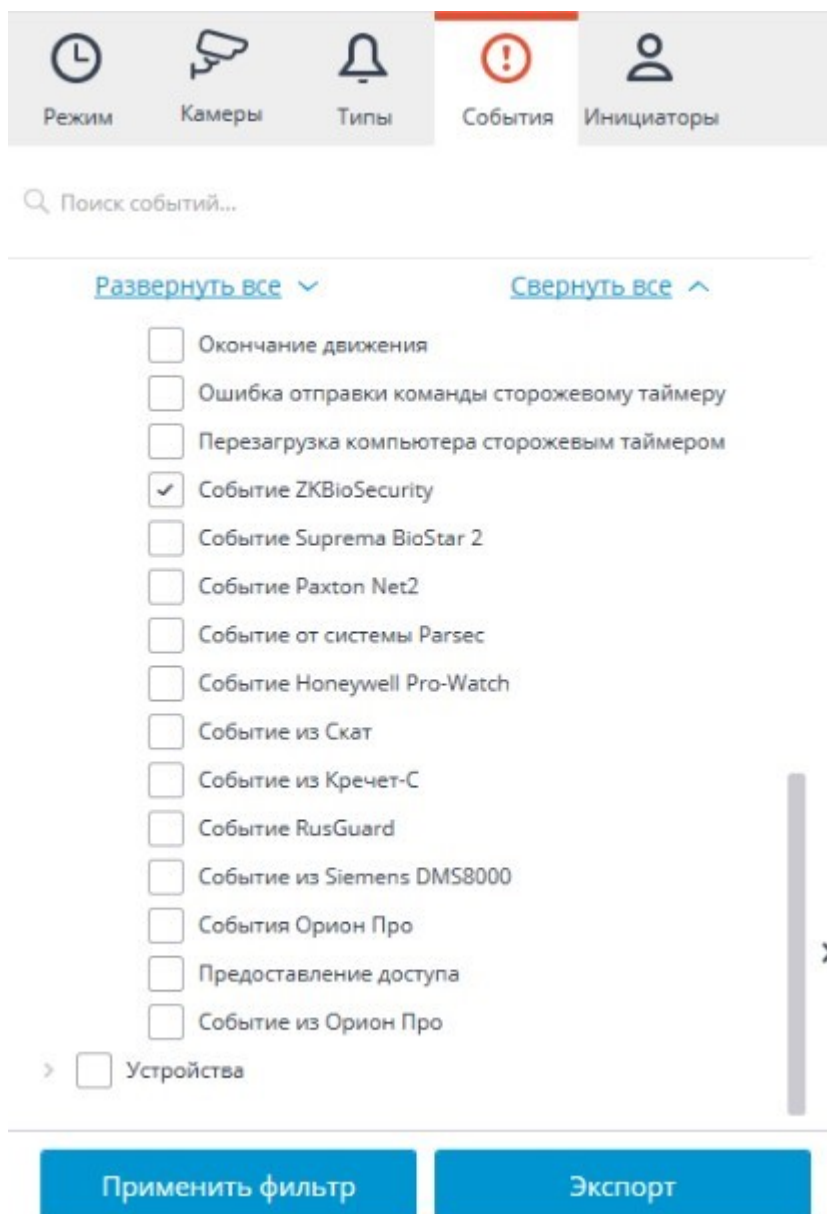 Режим Камеры Типы События Инициаторы
Поиск событий...
Развернуть все Свернуть все
Окончание движения
Ошибка отправки команды сторожевому таймеру
Перезагрузка компьютера сторожевым таймером
Событие ZKBioSecurity
Событие Suprema BioStar 2
Событие Paxton Net2
Событие от системы Parsec
Событие Honeywell Pro-Watch
Событие из Скат
Событие из Кречет-С
Событие RusGuard
Событие из Siemens DMS8000
События Орион Про
Предоставление доступа
Событие из Орион Про
Устройства
Применить фильтр Экспорт